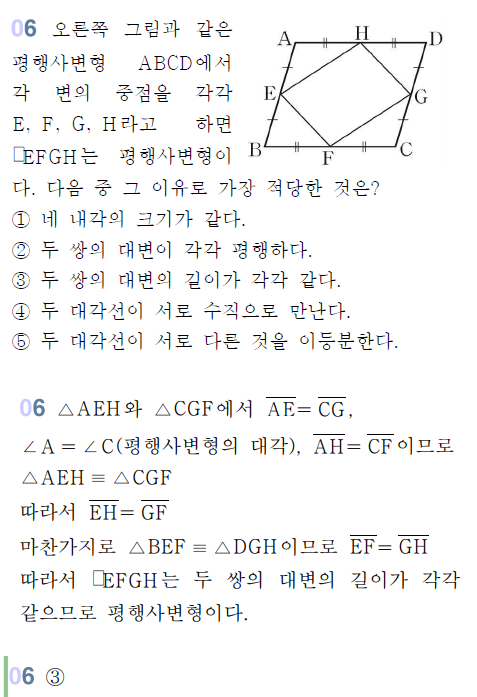 06 오른쪽 그림과 같은
평행사변형 ABCD에서
각 변의 중점을 각각
E, F, G, H라고 하면
□EFGH는 평행사변형이
다. 다음 중 그 이유로 가장 적당한 것은?
A H D
E G
B F C
① 네 내각의 크기가 같다.
② 두 쌍의 대변이 각각 평행하다.
③ 두 쌍의 대변의 길이가 각각 같다.
④ 두 대각선이 서로 수직으로 만난다.
⑤ 두 대각선이 서로 다른 것을 이등분한다.
06 △AEH와 △CGF에서 A̅E̅=C̅G̅,
∠A=∠C(평행사변형의 대각), A̅H̅=C̅F̅이므로
△AEH≡△CGF
따라서 E̅H̅=G̅F̅
마찬가지로 △BEF≡△DGH이므로 E̅F̅=G̅H̅
따라서 □EFGH는 두 쌍의 대변의 길이가 각각
같으므로 평행사변형이다.
06 ③